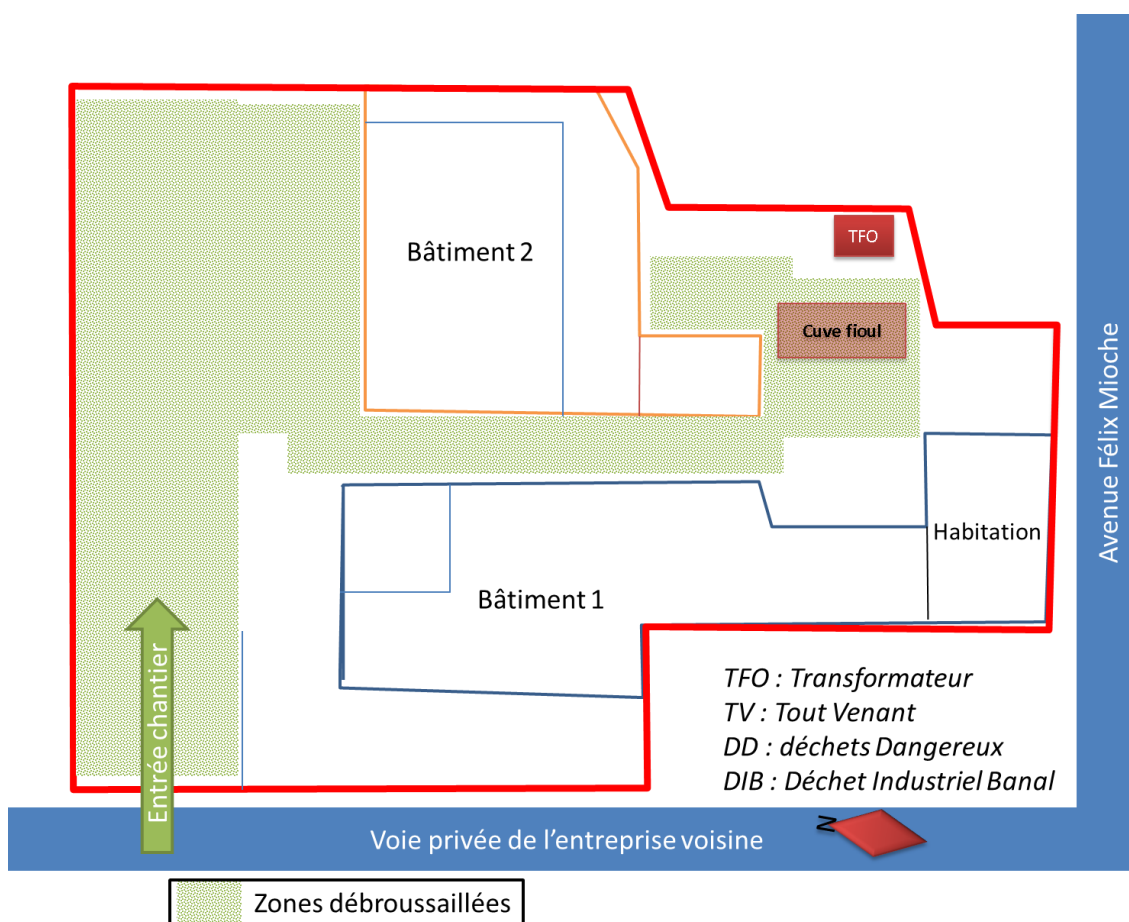 Bâtiment 2
TFO
Cuve fioul
Avenue Félix Mioche
Habitation
Bâtiment 1
Entrée chantier
TFO : Transformateur
TV : Tout Venant
DD : déchets Dangereux
DIB : Déchet Industriel Banal
N
Voie privée de l'entreprise voisine
Zones débroussaillées